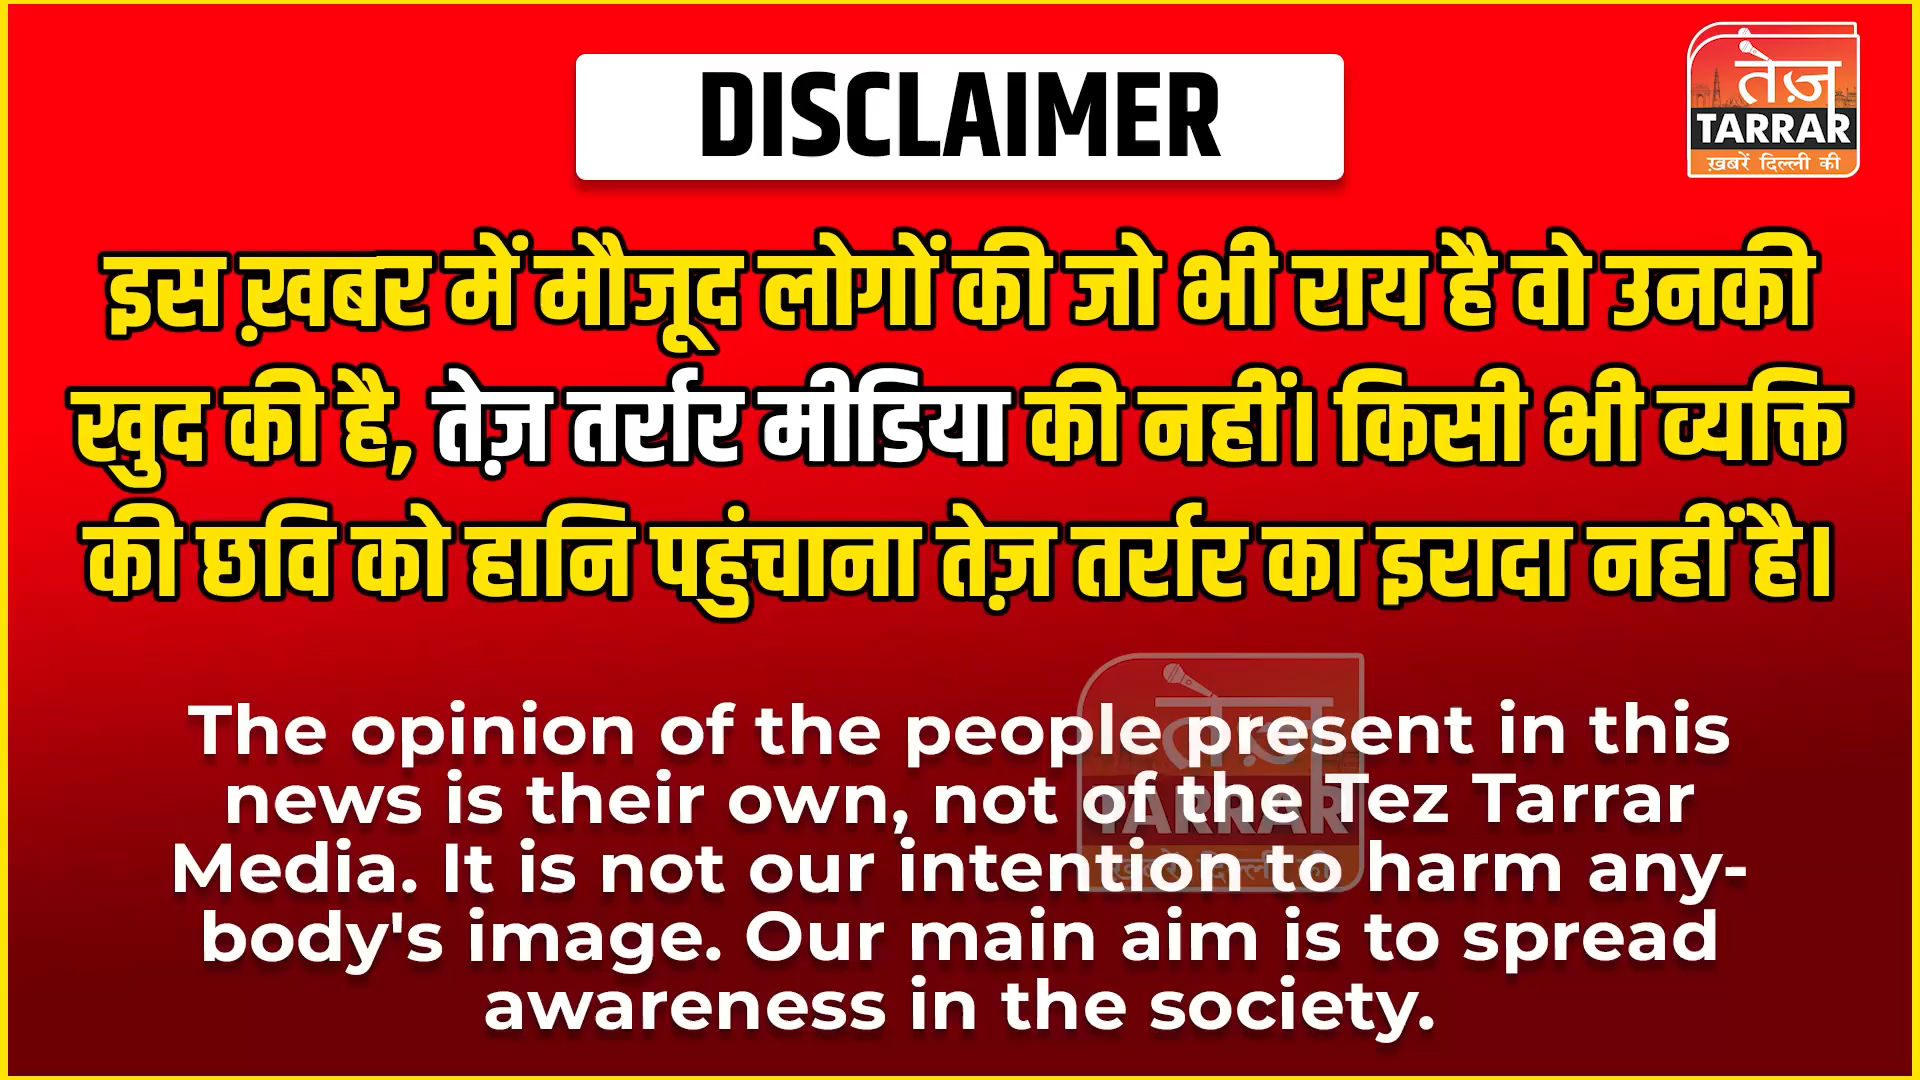 DISCLAIMER
तेज़
TARRAR
ख़बरें दिल्ली की
इस ख़बर में मौजूद लोगों की जो भी राय है वो उनकी
खुद की है, तेज़ तर्रार मीडिया की नहीं। किसी भी व्यक्ति
की छवि को हानि पहुंचाना तेज़ तर्रार का इरादा नहीं है।
The opinion of the people present in this
news is their own, not of the Tez Tarrar
Media. It is not our intention to harm any-
body's image. Our main aim is to spread
awareness in the society.
तेज़
TARRAR
ख़बरें दिल्ली की